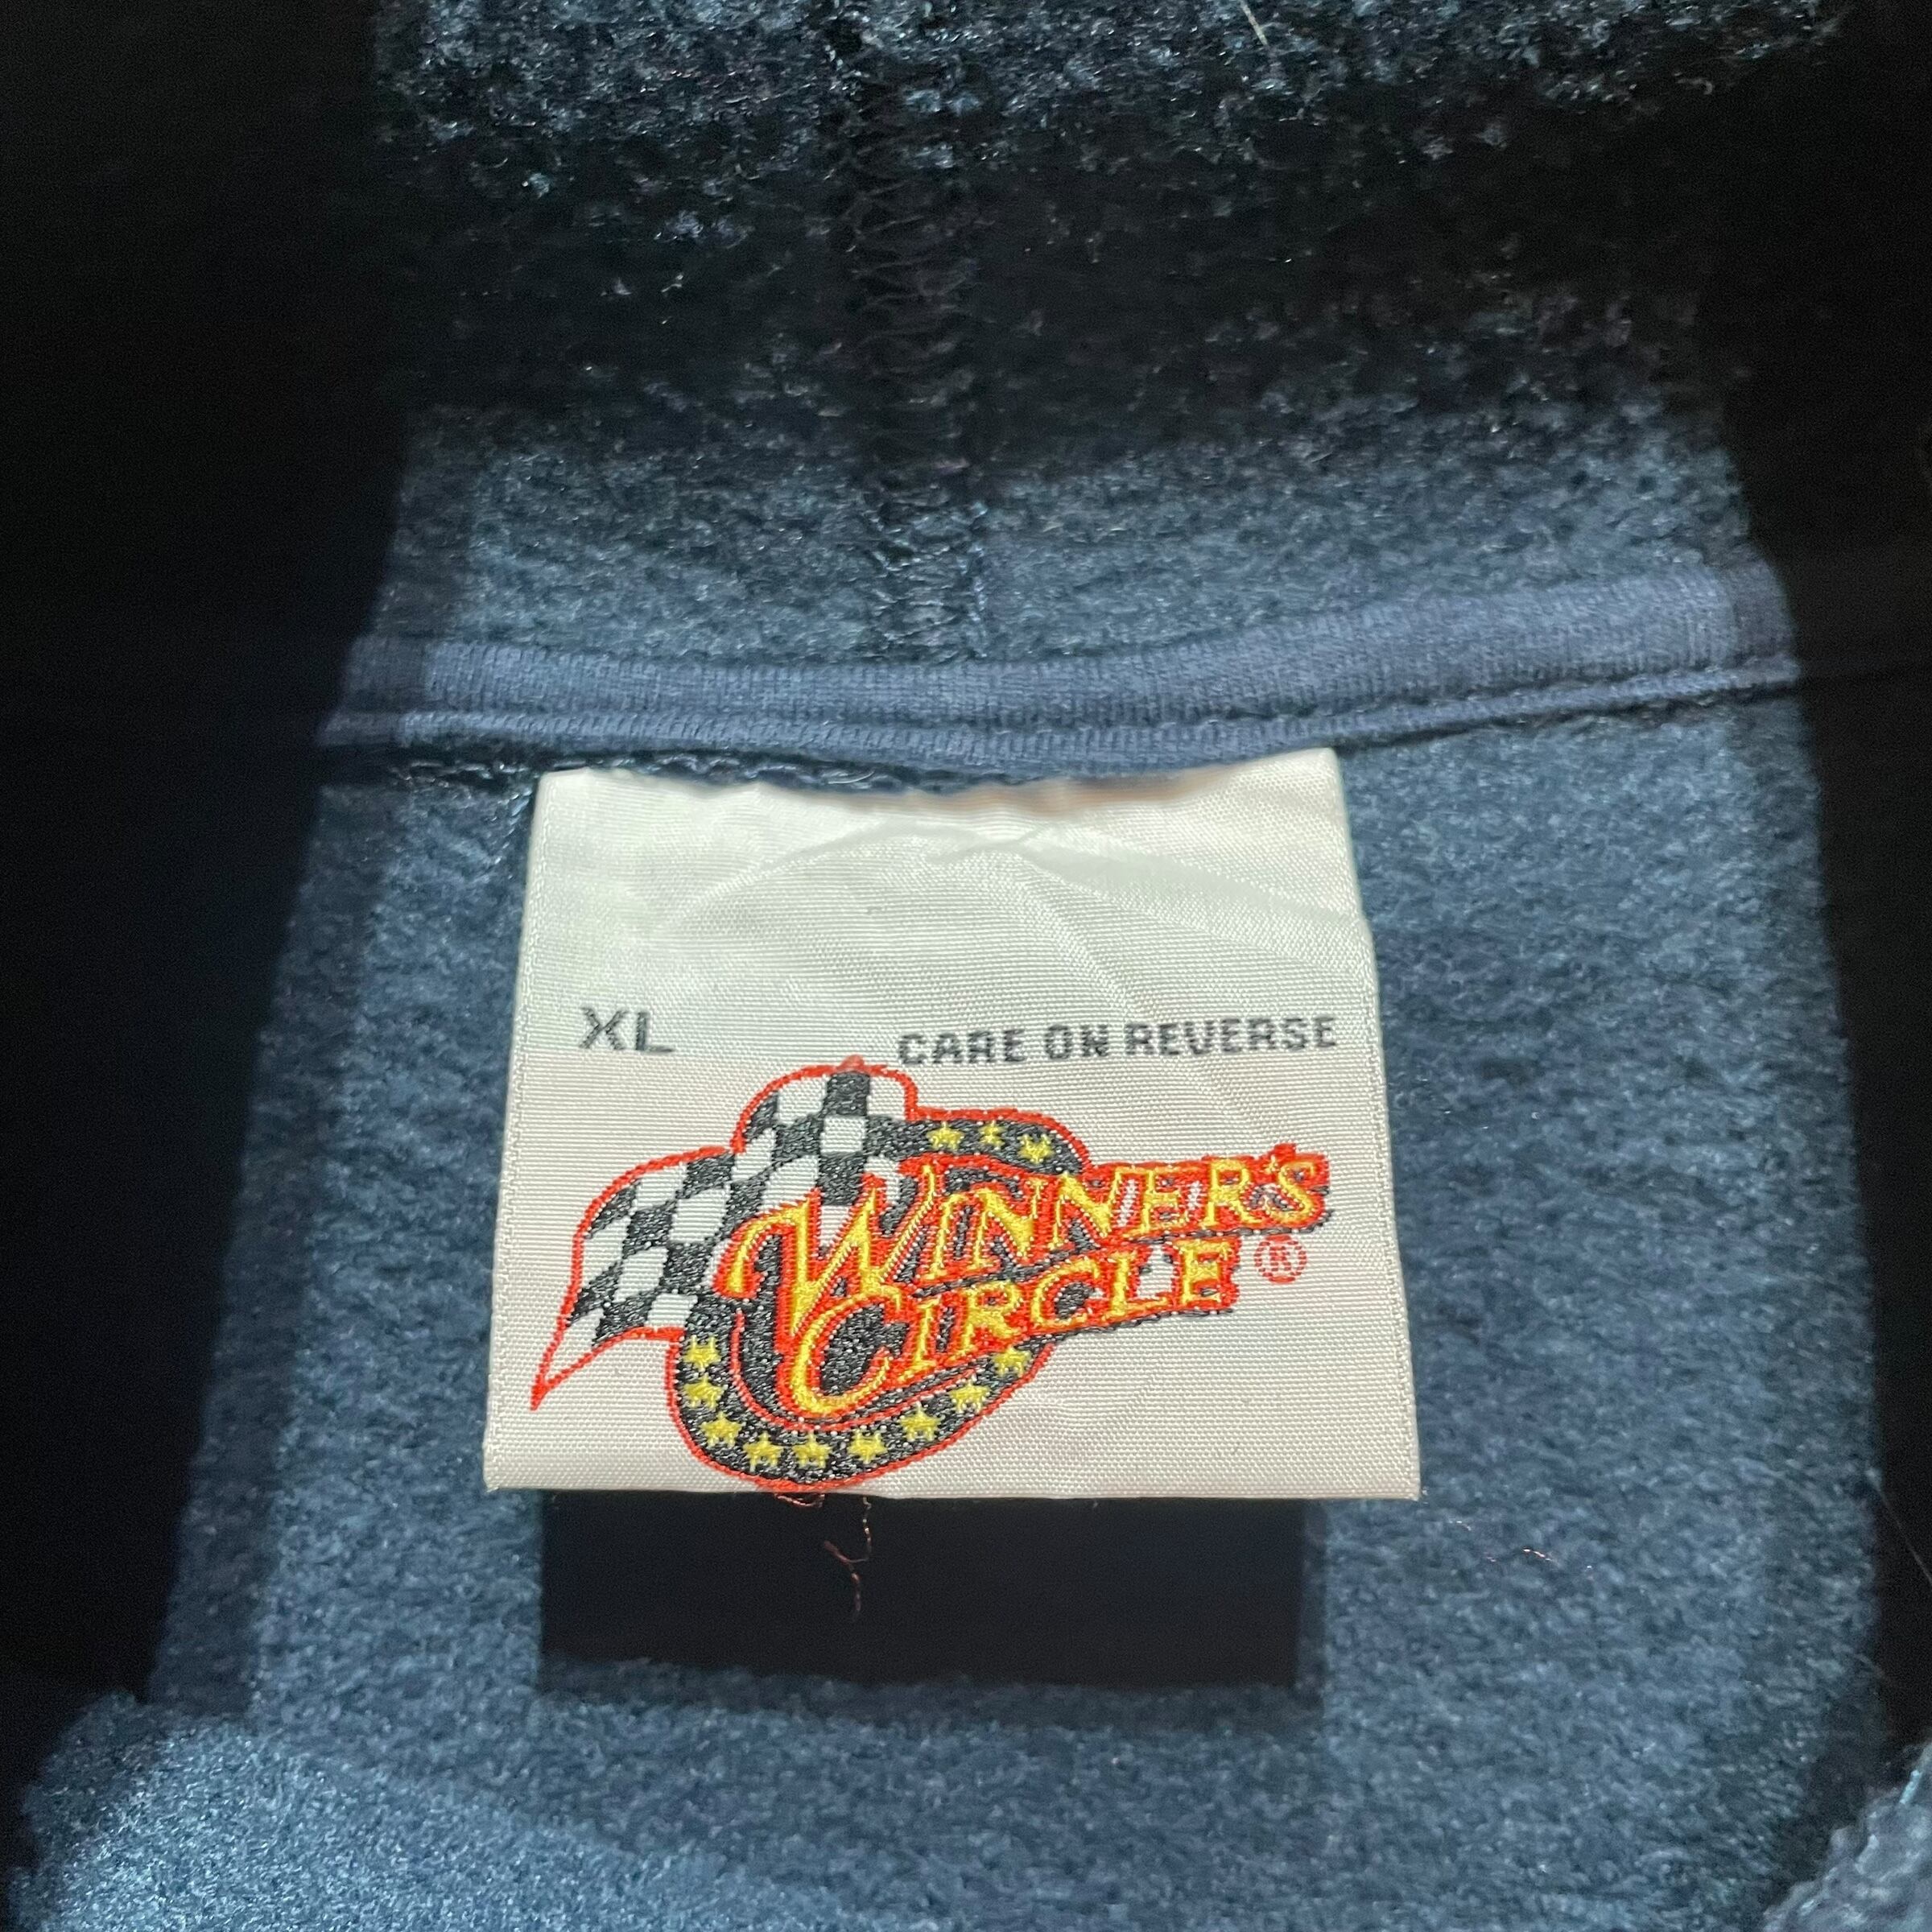 XL CARE ON REVERSE
WINNER'S
CIRCLE®